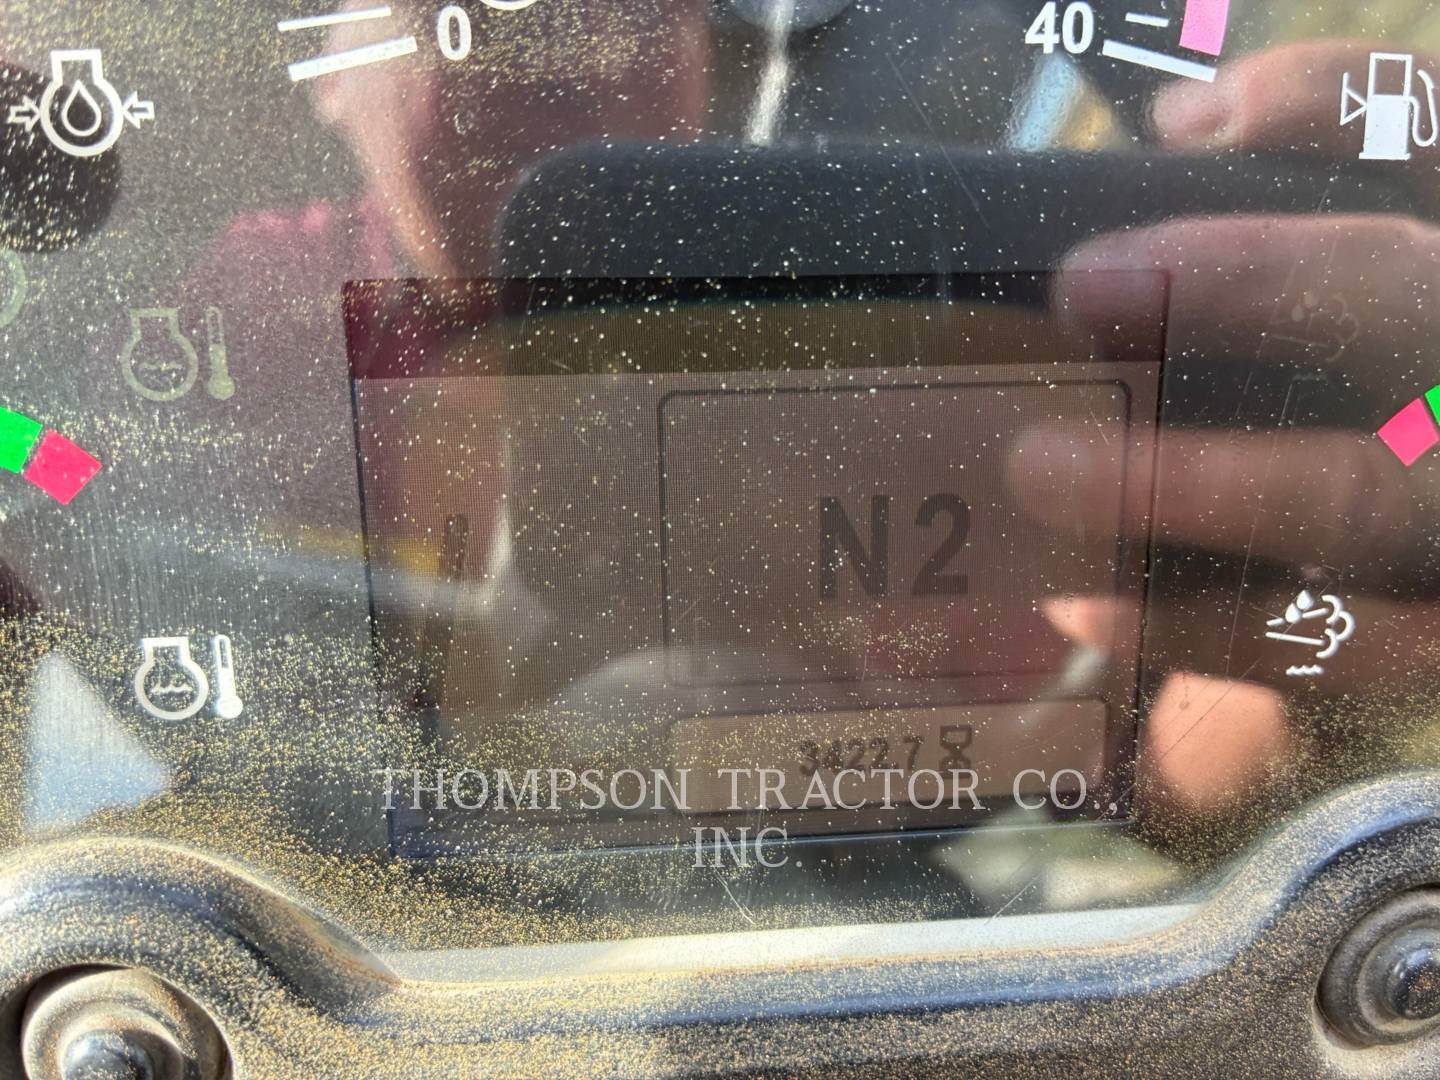 0
40
N2
3422.7
THOMPSON TRACTOR CO.,
INC.